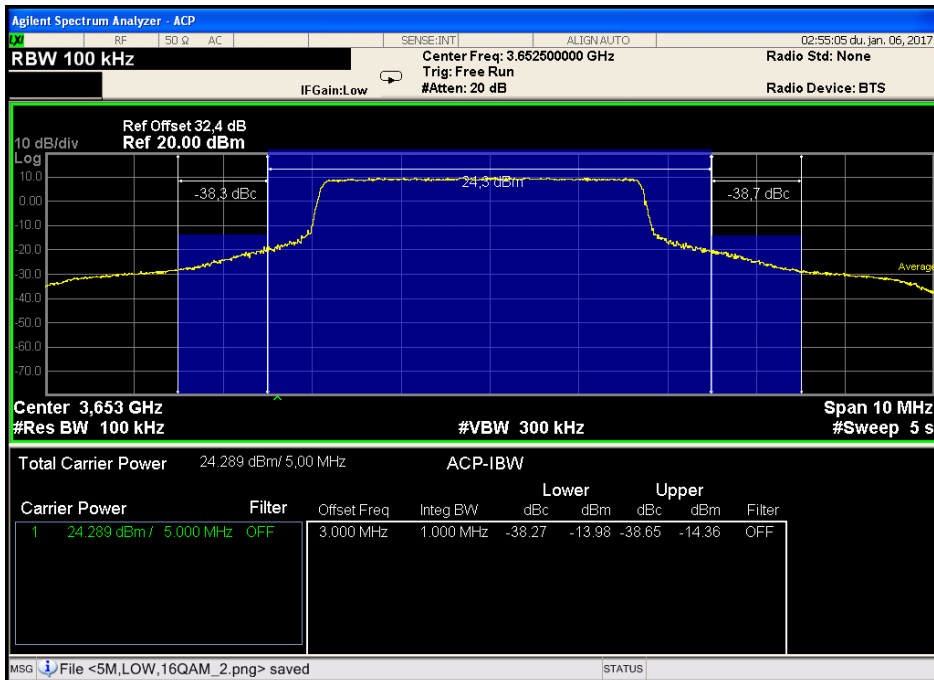 Agilent Spectrum Analyzer - ACP
LXI RF 50 Ω AC SENSE:INT ALIGN AUTO 02:55:05 du. jan. 06, 2017
RBW 100 kHz Center Freq: 3.652500000 GHz Radio Std: None
Trig: Free Run
IFGain:Low #Atten: 20 dB Radio Device: BTS
Ref Offset 32,4 dB
10 dB/div Ref 20.00 dBm
Log
10.0
24,3 dBm
-38,3 dBc -38,7 dBc
0.00
-10.0
-20.0
Average
-30.0
-40.0
-50.0
-60.0
-70.0
Center 3,653 GHz Span 10 MHz
#Res BW 100 kHz #VBW 300 kHz #Sweep 5 s
Total Carrier Power 24.289 dBm/ 5,00 MHz ACP-IBW
Lower Upper
Carrier Power Filter Offset Freq Integ BW dBc dBm dBc dBm Filter
1 24.289 dBm / 5.000 MHz OFF 3.000 MHz 1.000 MHz -38.27 -13.98 -38.65 -14.36 OFF
MSG File <5M,LOW,16QAM_2.png> saved STATUS